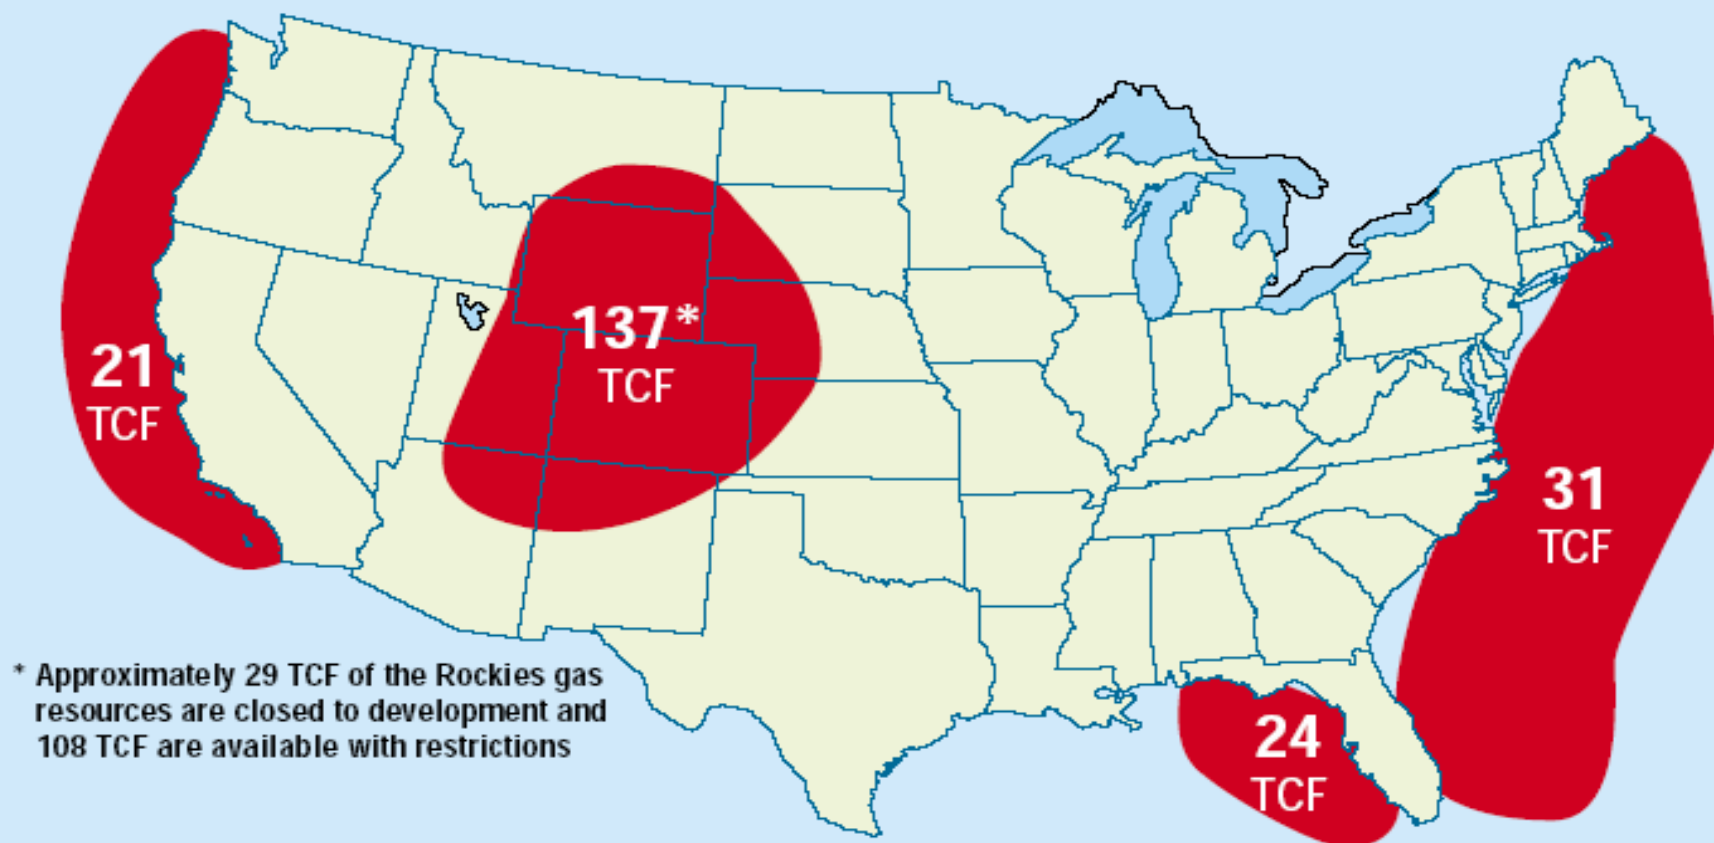 137*
TCF
21
TCF
31
TCF
* Approximately 29 TCF of the Rockies gas
resources are closed to development and
108 TCF are available with restrictions
24
TCF